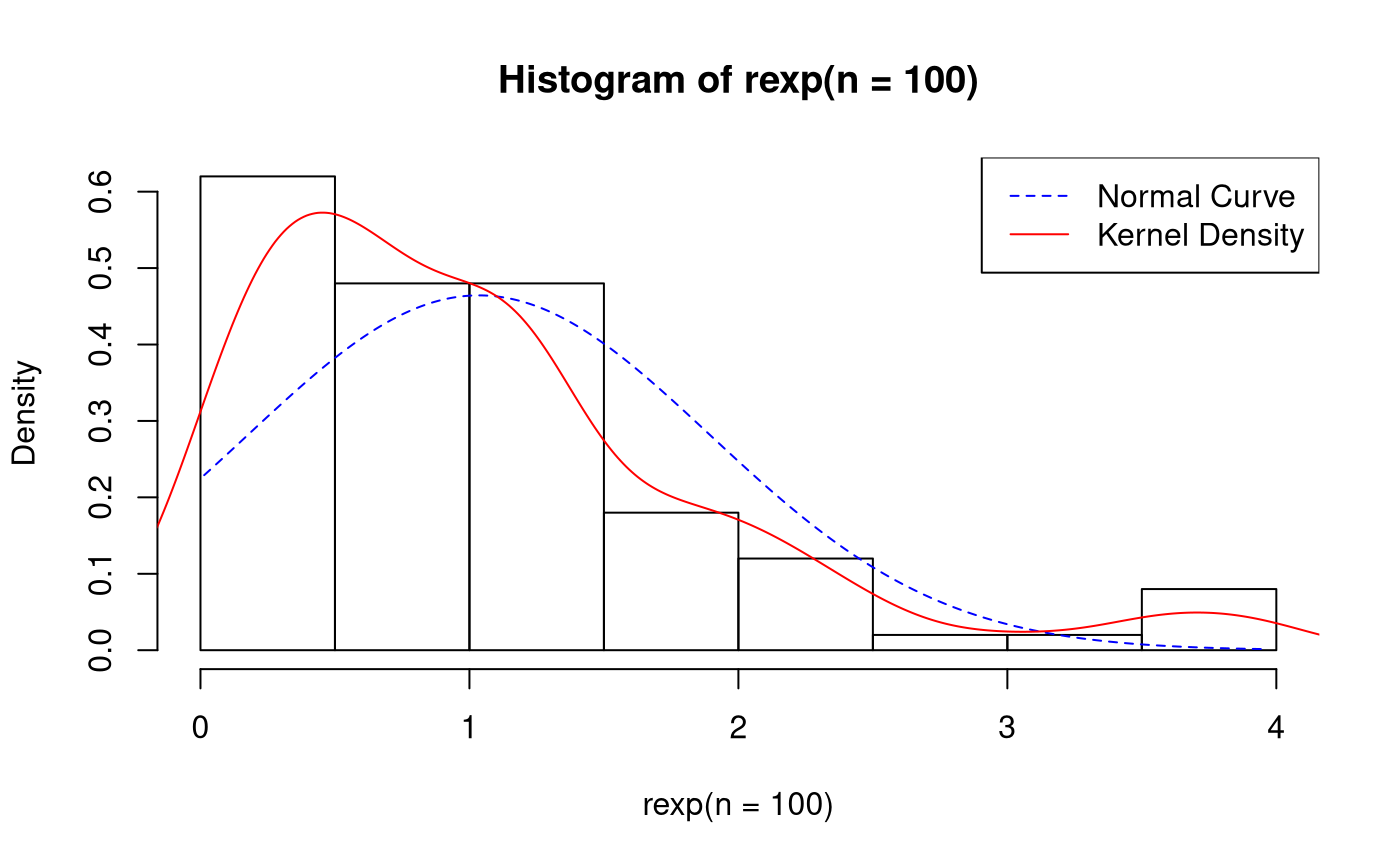 Histogram of rexp(n = 100)
Normal Curve
Kernel Density
Density
0.0
0.1
0.2
0.3
0.4
0.5
0.6
0 1 2 3 4
rexp(n = 100)